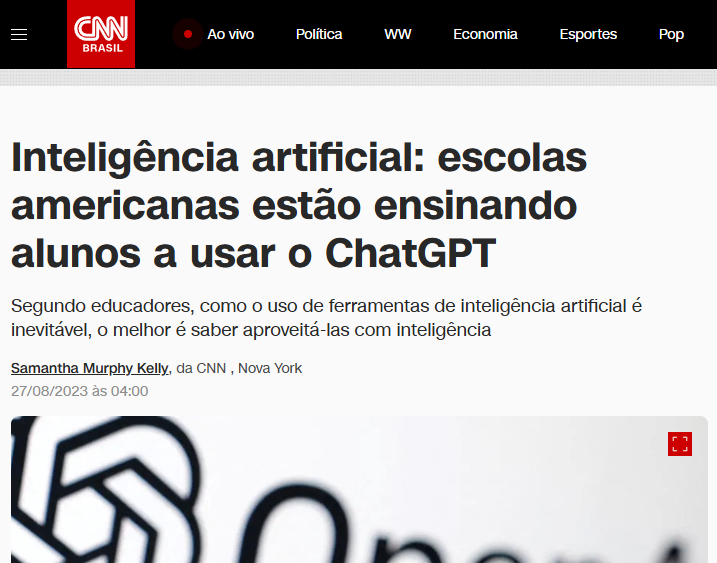 CNN
BRASIL
Ao vivo
Política
WW
Economia
Esportes
Pop
Inteligência artificial: escolas
americanas estão ensinando
alunos a usar o ChatGPT
Segundo educadores, como o uso de ferramentas de inteligência artificial é
inevitável, o melhor é saber aproveitá-las com inteligência
Samantha Murphy Kelly, da CNN , Nova York
27/08/2023 às 04:00